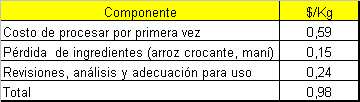 Componente $/Kg
Costo de procesar por primera vez 0,59
Pérdida de ingredientes (arroz crocante, maní) 0,15
Revisiones, análisis y adecuación para uso 0,24
Total 0,98